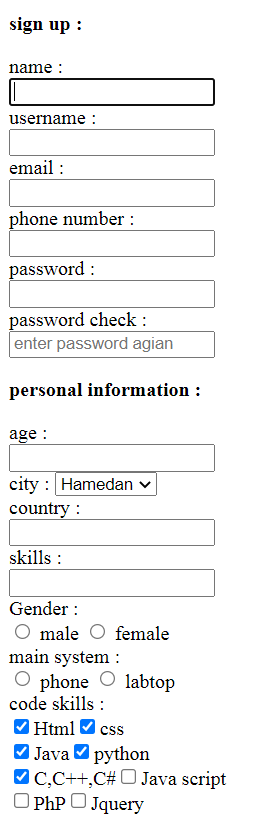 sign up :
name :
username :
email :
phone number :
password :
password check :
enter password agian
personal information :
age :
city : Hamedan
country :
skills :
Gender :
male female
main system :
phone labtop
code skills :
Html css
Java python
C,C++,C# Java script
PhP Jquery